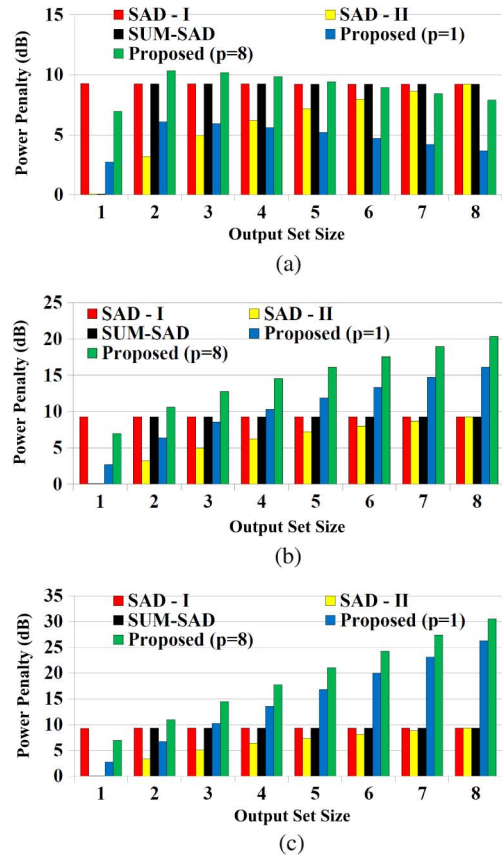 SAD - I
SAD - II
SUM-SAD
Proposed (p=1)
Proposed (p=8)
Power Penalty (dB)
15
10
5
0
1 2 3 4 5 6 7 8
Output Set Size
(a)
SAD - I
SAD - II
SUM-SAD
Proposed (p=1)
Proposed (p=8)
Power Penalty (dB)
25
20
15
10
5
0
1 2 3 4 5 6 7 8
Output Set Size
(b)
SAD - I
SAD - II
SUM-SAD
Proposed (p=1)
Proposed (p=8)
Power Penalty (dB)
35
30
25
20
15
10
5
0
1 2 3 4 5 6 7 8
Output Set Size
(c)